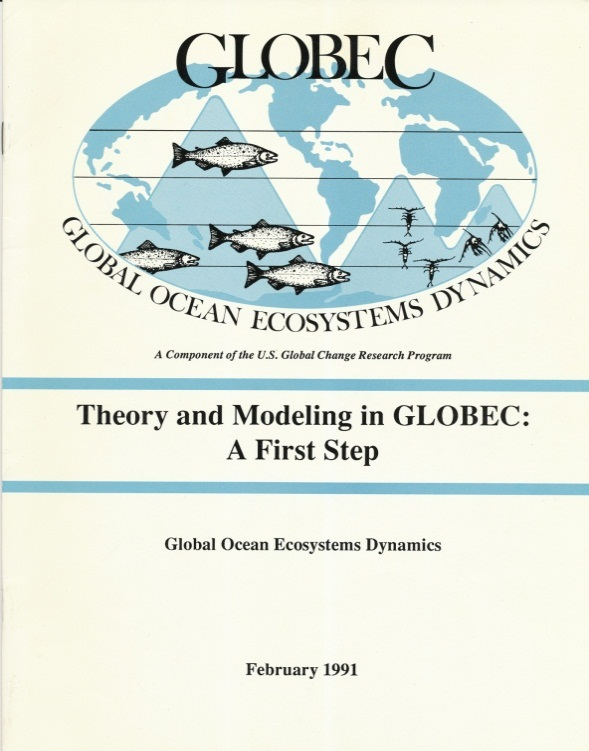 GLOBEC
GLOBAL OCEAN ECOSYSTEMS DYNAMICS
A Component of the U.S. Global Change Research Program
Theory and Modeling in GLOBEC:
A First Step
Global Ocean Ecosystems Dynamics
February 1991